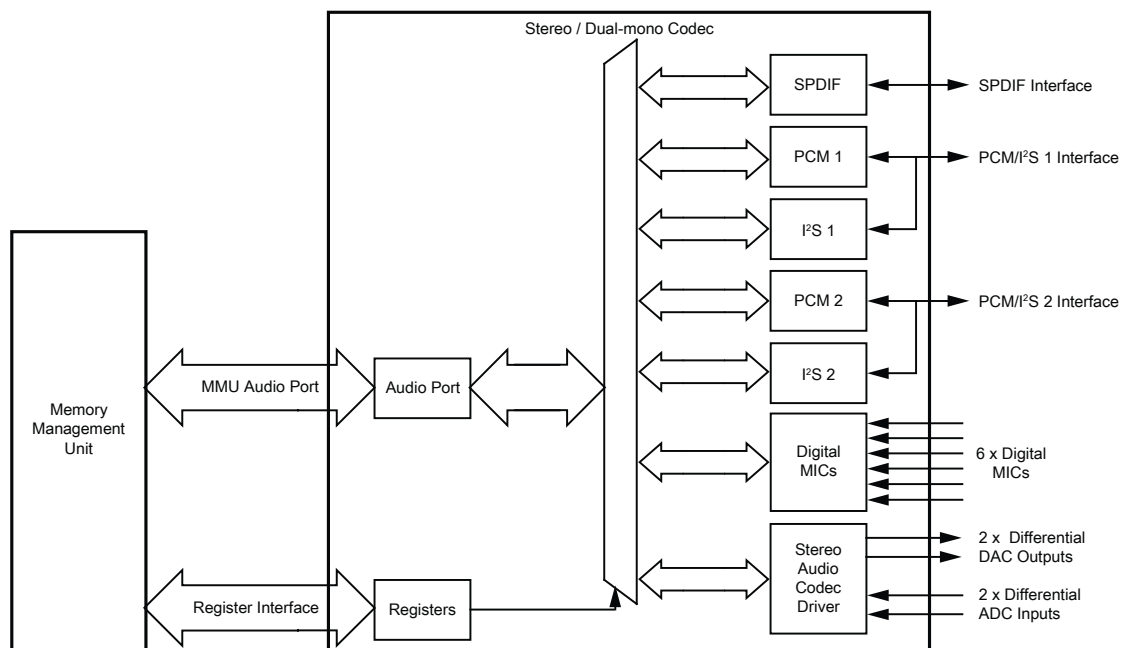 Stereo / Dual-mono Codec
SPDIF
SPDIF Interface
PCM 1
PCM/I²S 1 Interface
I²S 1
PCM 2
PCM/I²S 2 Interface
I²S 2
MMU Audio Port
Audio Port
Memory
Management
Unit
Digital
MICs
6 x Digital
MICs
Stereo
Audio
Codec
Driver
2 x Differential
DAC Outputs
2 x Differential
ADC Inputs
Register Interface
Registers